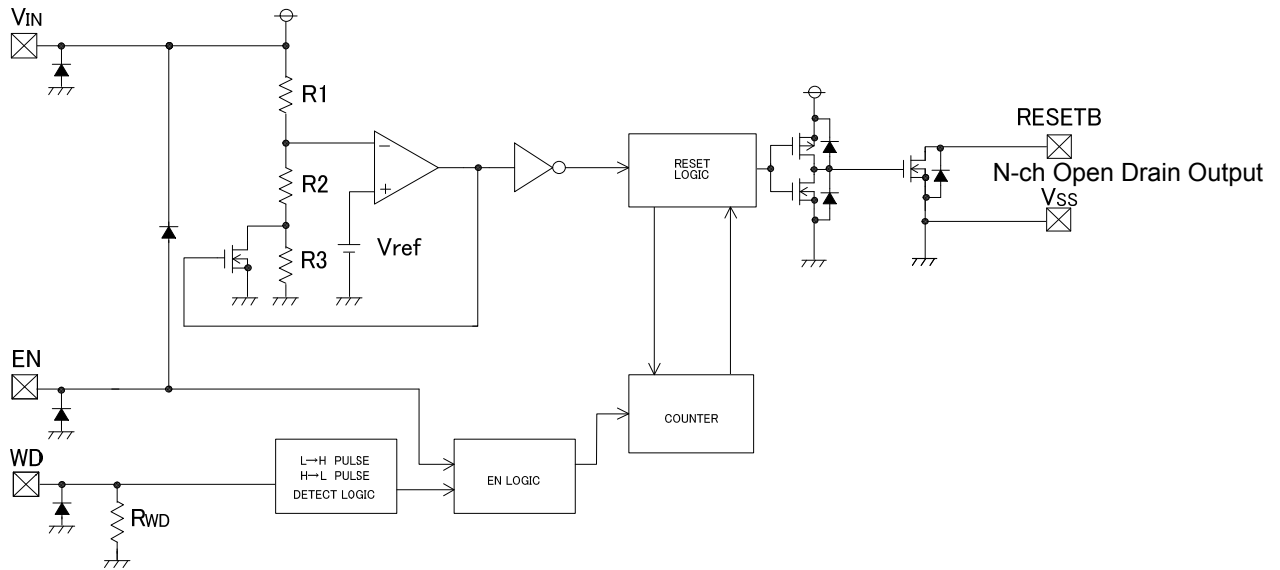 VIN
R1
R2
R3
Vref
RESET
LOGIC
RESETB
N-ch Open Drain Output
VSS
EN
COUNTER
WD
L→H PULSE
H→L PULSE
DETECT LOGIC
EN LOGIC
RWD